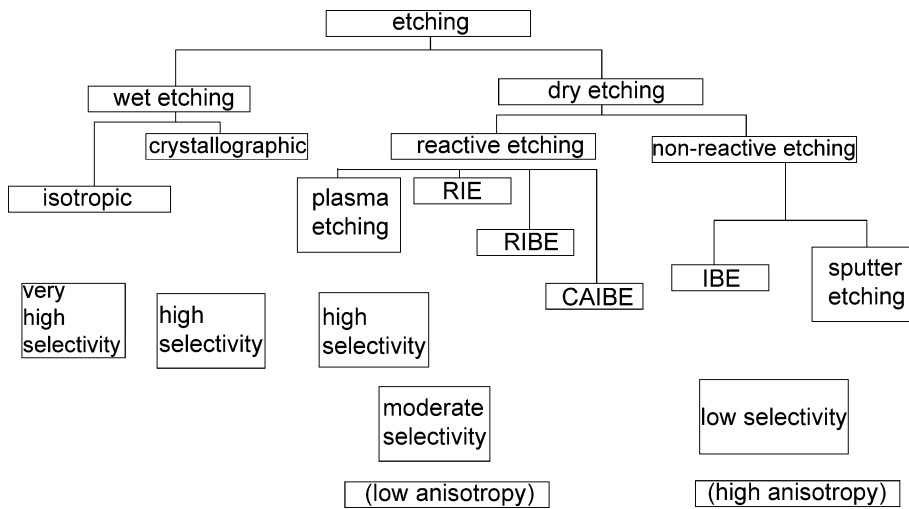 etching
wet etching
dry etching
crystallographic
reactive etching
non-reactive etching
isotropic
plasma
etching
RIE
RIBE
CAIBE
IBE
sputter
etching
very
high
selectivity
high
selectivity
high
selectivity
moderate
selectivity
low selectivity
(low anisotropy)
(high anisotropy)